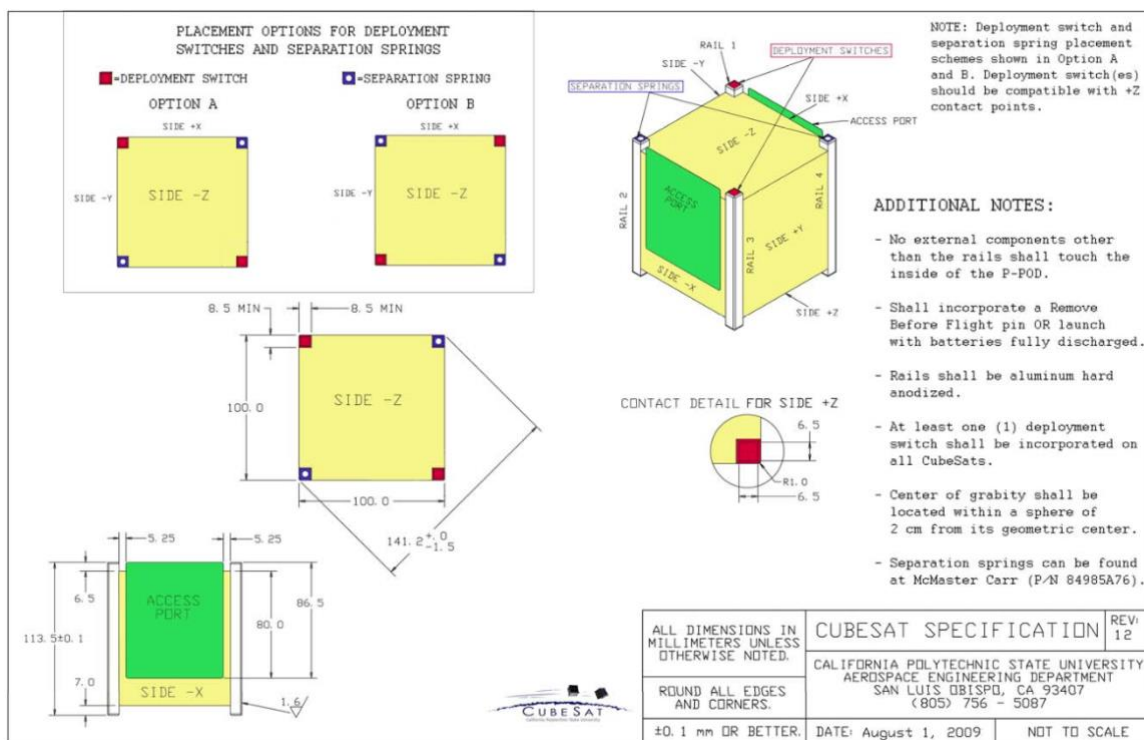 PLACEMENT OPTIONS FOR DEPLOYMENT
SWITCHES AND SEPARATION SPRINGS
=DEPLOYMENT SWITCH
=SEPARATION SPRING
OPTION A
OPTION B
SIDE +X
SIDE -Y
SIDE -Z
SIDE +X
SIDE -Y
SIDE -Z
RAIL 1
DEPLOYMENT SWITCHES
SIDE -Y
SEPARATION SPRINGS
SIDE +X
ACCESS PORT
SIDE -Z
RAIL 2
ACCESS
PORT
RAIL 3
RAIL 4
SIDE +Y
SIDE -X
SIDE +Z
NOTE: Deployment switch and
separation spring placement
schemes shown in Option A
and B. Deployment switch(es)
should be compatible with +Z
contact points.
ADDITIONAL NOTES:
- No external components other
than the rails shall touch the
inside of the P-POD.
- Shall incorporate a Remove
Before Flight pin OR launch
with batteries fully discharged.
- Rails shall be aluminum hard
anodized.
- At least one (1) deployment
switch shall be incorporated on
all CubeSats.
- Center of grabity shall be
located within a sphere of
2 cm from its geometric center.
- Separation springs can be found
at McMaster Carr (P/N 84985A76).
8.5 MIN
8.5 MIN
SIDE -Z
100.0
100.0
141.2 +.0 -1.5
CONTACT DETAIL FOR SIDE +Z
6.5
R1.0
6.5
5.25
5.25
ACCESS
PORT
6.5
80.0
86.5
113.5±0.1
7.0
SIDE -X
1.6
CUBESAT
ALL DIMENSIONS IN
MILLIMETERS UNLESS
OTHERWISE NOTED.
ROUND ALL EDGES
AND CORNERS.
±0.1 mm OR BETTER.
CUBESAT SPECIFICATION
REV:
12
CALIFORNIA POLYTECHNIC STATE UNIVERSITY
AEROSPACE ENGINEERING DEPARTMENT
SAN LUIS OBISPO, CA 93407
(805) 756 - 5087
DATE: August 1, 2009
NOT TO SCALE